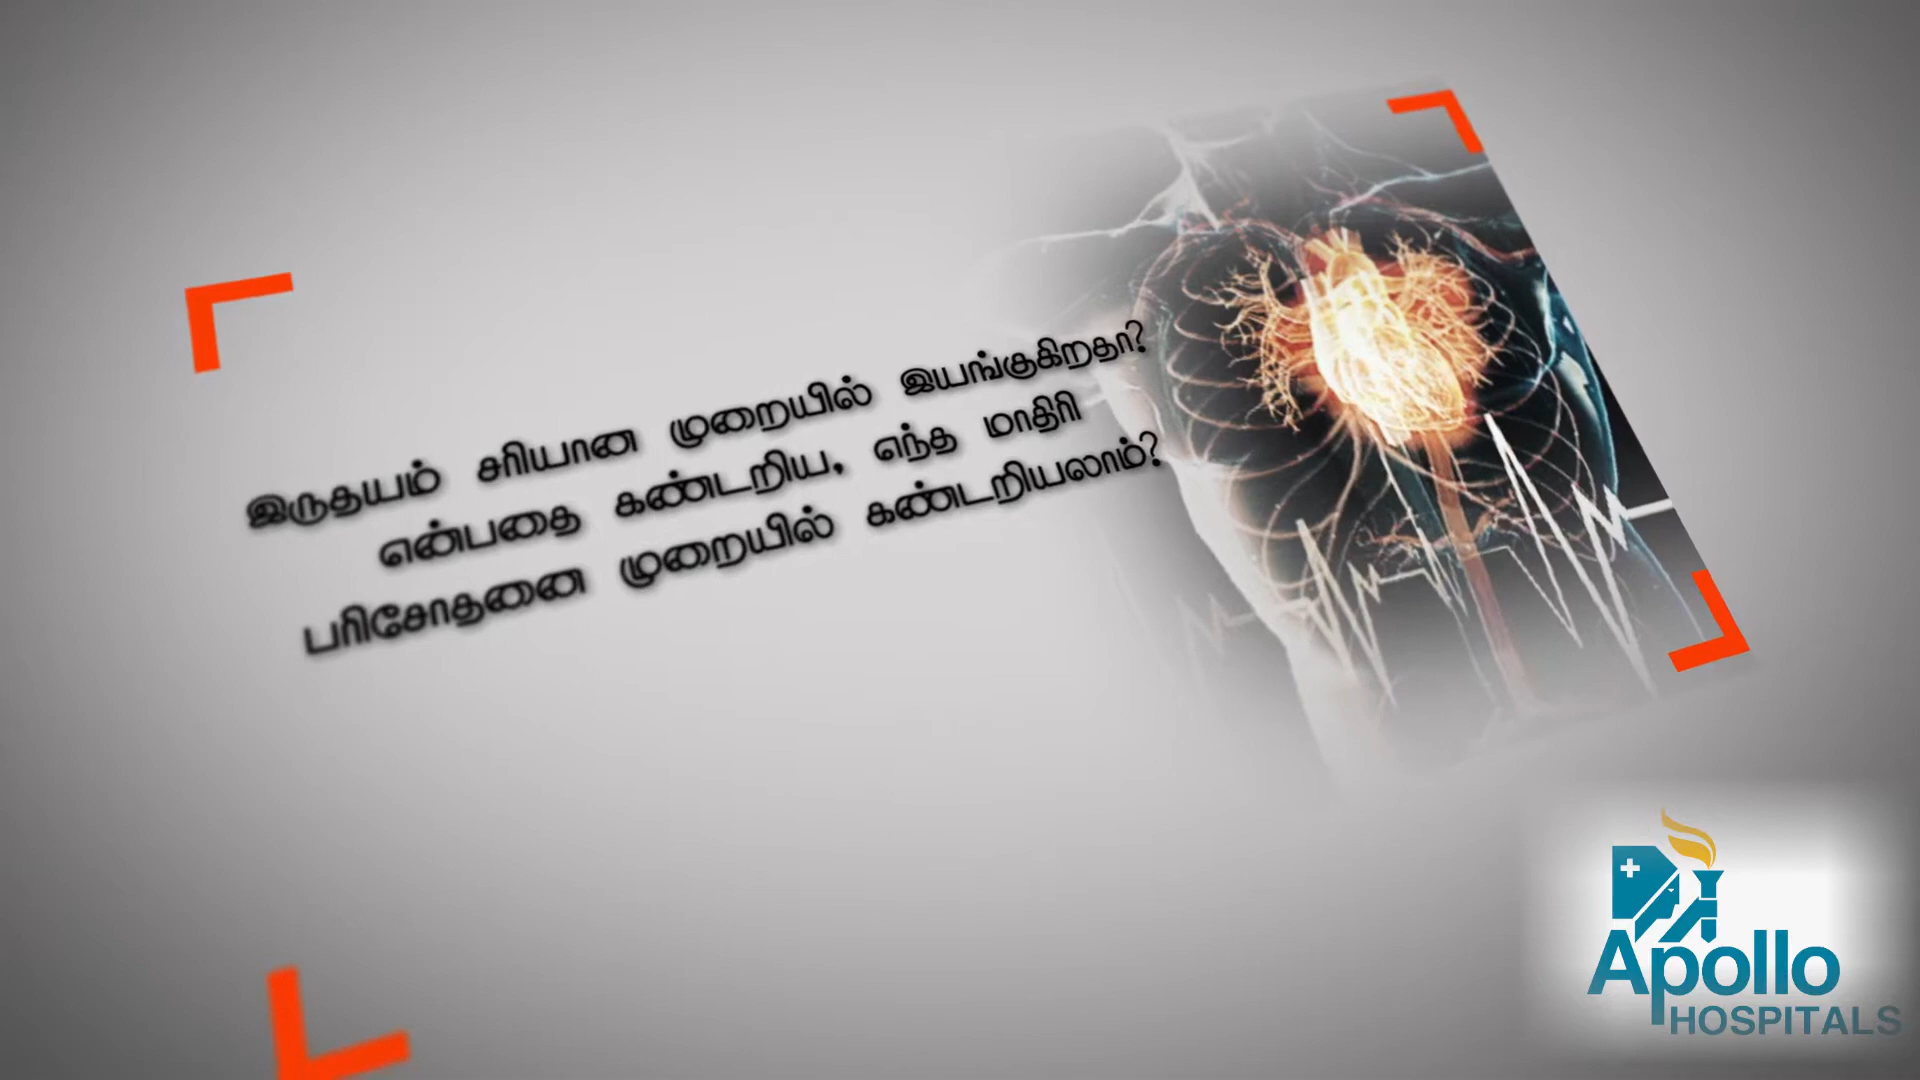 இருதயம் சரியான முறையில் இயங்குகிறதா?
என்பதை கண்டறிய, எந்த மாதிரி
பரிசோதனை முறையில் கண்டறியலாம்?
Apollo
HOSPITALS